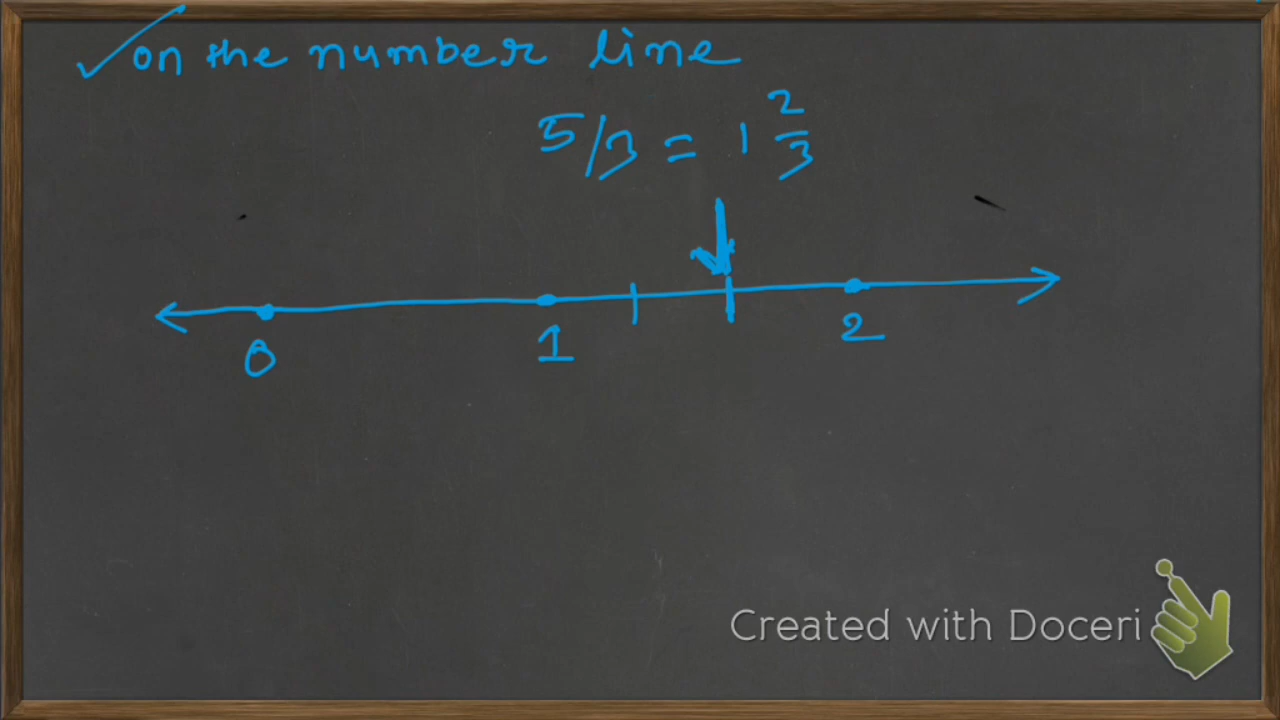 on the number line
5/3 = 1 2/3
0 1 2
Created with Doceri